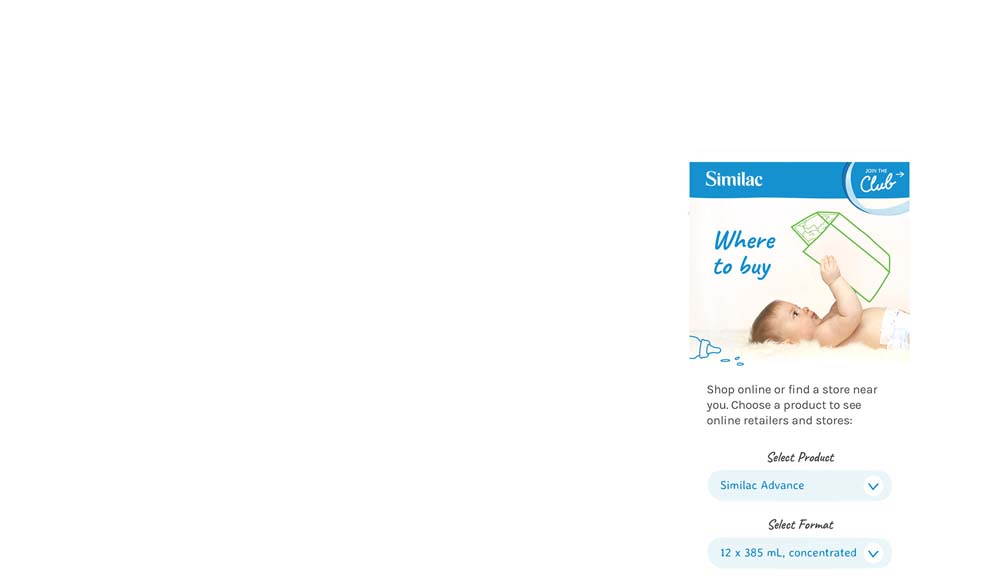 Similac
JOIN THE
Club
Where
to buy
Shop online or find a store near
you. Choose a product to see
online retailers and stores:
Select Product
Similac Advance
Select Format
12 x 385 mL, concentrated